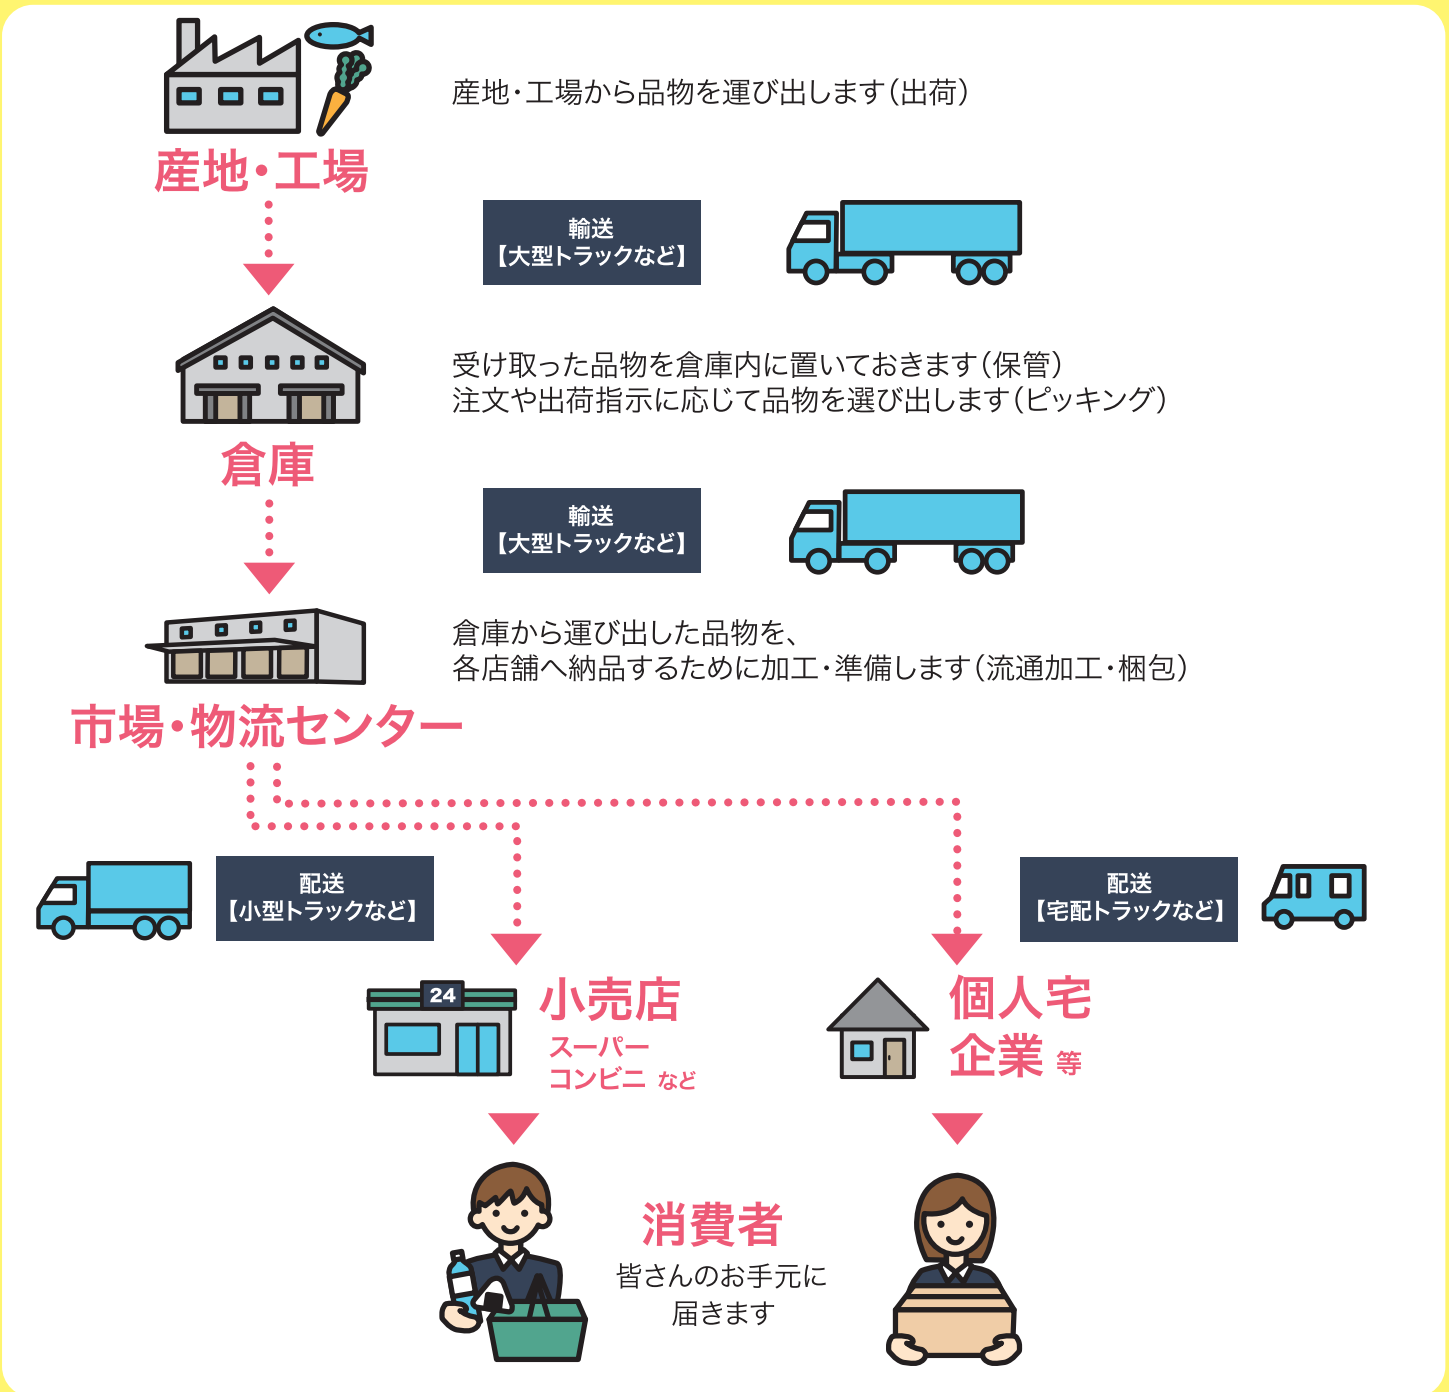 産地・工場から品物を運び出します（出荷）
産地・工場
輸送
【大型トラックなど】
受け取った品物を倉庫内に置いておきます（保管）
注文や出荷指示に応じて品物を選び出します（ピッキング）
倉庫
輸送
【大型トラックなど】
倉庫から運び出した品物を、
各店舗へ納品するために加工・準備します（流通加工・梱包）
市場・物流センター
配送
【小型トラックなど】
配送
【宅配トラックなど】
24
小売店
スーパー
コンビニ など
個人宅
企業 等
消費者
皆さんのお手元に
届きます